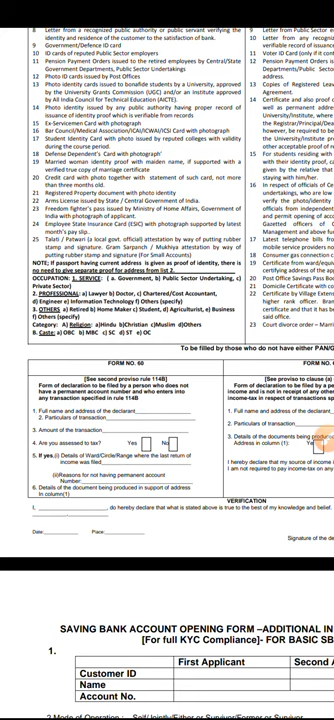 8 Letter from a recognized public authority or public servant verifying the
identity and residence of the customer to the satisfaction of bank.
9 Government/Defence ID card
10 ID cards of reputed Public Sector employers
11 Pension Payment Orders issued to the retired employees by Central/State
Government Departments, Public Sector Undertakings
12 Photo ID cards issued by Post Offices
13 Photo identity cards issued to bonafide students by a University, approved
by the University Grants Commission (UGC) and/or an Institute approved
by All India Council for Technical Education (AICTE).
14 Photo identity issued by any public authority having proper record of
issuance of identity proof which is verifiable from records
15 Ex-Servicemen Card with photograph
16 Bar Council/Medical Association/ICAI/ICWAI/ICSI Card with photograph
17 Student Identity Card with photo issued by reputed colleges with validity
during the course period.
18 Defense Dependent's Card with photograph'
19 Married woman identity proof with maiden name, if supported with a
verified true copy of marriage certificate
20 Credit card with photo together with statement of such card, not more
than three months old.
21 Registered Property document with photo identity
22 Arms License issued by State / Central Government of India.
23 Freedom fighter's pass issued by Ministry of Home Affairs, Government of
India with photograph of applicant.
24 Employee State Insurance Card (ESIC) with photograph supported by latest
month's pay slip.
25 Talati / Patwari (a local govt. official) attestation by way of putting rubber
stamp and signature. Gram Sarpanch / Mukhiya attestation by way of
putting rubber stamp and signature (For Small Accounts)
NOTE; If passport having current address is given as proof of identity, there is
no need to give separate proof for address from list 2.
OCCUPATION: 1. SERVICE: ( a. Government, b) Public Sector Undertaking, c)
Private Sector)
2. PROFESSIONAL: a) Lawyer b) Doctor, c) Chartered/Cost Accountant,
d) Engineer e) Information Technology f) Others (specify)
3. OTHERS a) Retired b) Home Maker c) Student, d) Agriculturist, e) Business
f) Others (specify)
Category: A) Religion: a)Hindu b)Christian c)Muslim d)Others
B. Caste: a) OBC b) MBC c) SC d) ST e) OC
9 Letter from Public Sector
10 Letter from any recogniz
verifiable record of issuance
11 Voter ID Card (only if it cont
12 Pension Payment Orders is
Departments/Public Sector
address.
13 Copies of Registered Leav
Agreement.
14 Certificate and also proof o
well as permanent addres
University/Institute, where
the Registrar/Principal/Dea
however, be required to be
the University/Institute pr
other acceptable proof of re
15 For students residing with
with their identity proof, ca
given by the relative that
staying with him/her.
16 In respect of officials of Ce
undertakings, who are low
verify the photo/identity
officials from independent
and permit opening of acco
Gazetted officers of
Management and above fun
17 Latest telephone bills fro
mobile service providers no
18 Consumer gas connection c
19 Certificate from ward/equiv
certifying address is there
20 Post Office Savings Pass Boo
21 Domicile Certificate with co
22 Certificate by Village Exten
higher rank officer. Bran
certificate and that it has be
said office.
23 Court divorce order – Marri
To be filled by those who do not have either PAN/G
FORM NO. 60
[See second proviso rule 114B]
Form of declaration to be filed by a person who does not
have a permanent account number and who enters into
any transaction specified in rule 114B
1. Full name and address of the declarant
2. Particulars of transaction
3. Amount of the transaction
4. Are you assessed to tax? Yes No
5. If yes,(i) Details of Ward/Circle/Range where the last return of
income was filed
(ii)Reasons for not having permanent account
Number
6. Details of the document being produced in support of address
In column(1)
FORM NO.
[See proviso to clause (a)
Form of declaration to be filed by a pe
income and is not in receipt of any other
income-tax in respect of transactions sp
1. Full name and address of the declarant
2. Particulars of transaction
3. Details of the documents being produc
Address in column (1): Ye
I hereby declare that my source of income i
I am not required to pay income-tax on any
VERIFICATION
I, , do hereby declare that what is stated above is true to the best of my knowledge and belief.
Date: Place:
Signature of the de
SAVING BANK ACCOUNT OPENING FORM –ADDITIONAL IN
[For full KYC Compliance]- FOR BASIC SB
1.
First Applicant Second A
Customer ID
Name
Account No.
2.Mode of Operation : Self/Jointly/Either or Survivor/Former or Survivor